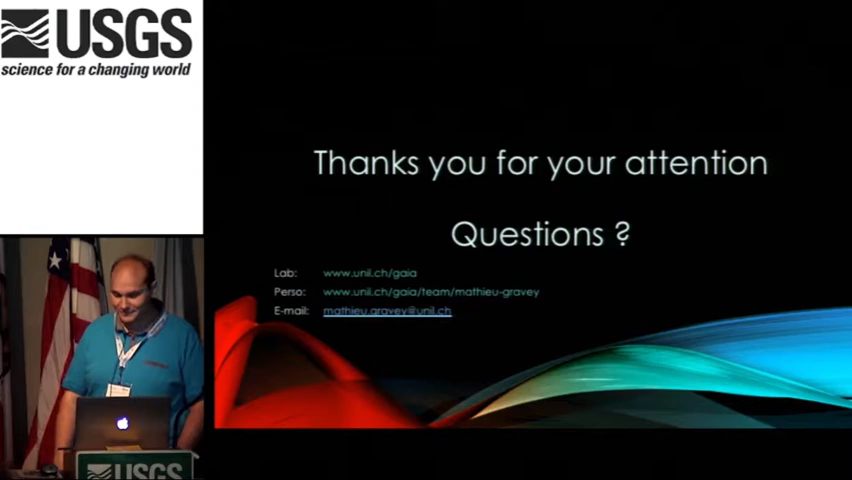 USGS
science for a changing world
Thanks you for your attention
Questions ?
Lab: www.unil.ch/gaia
Perso: www.unil.ch/gaia/team/mathieu-gravey
E-mail: mathieu.gravey@unil.ch
USGS